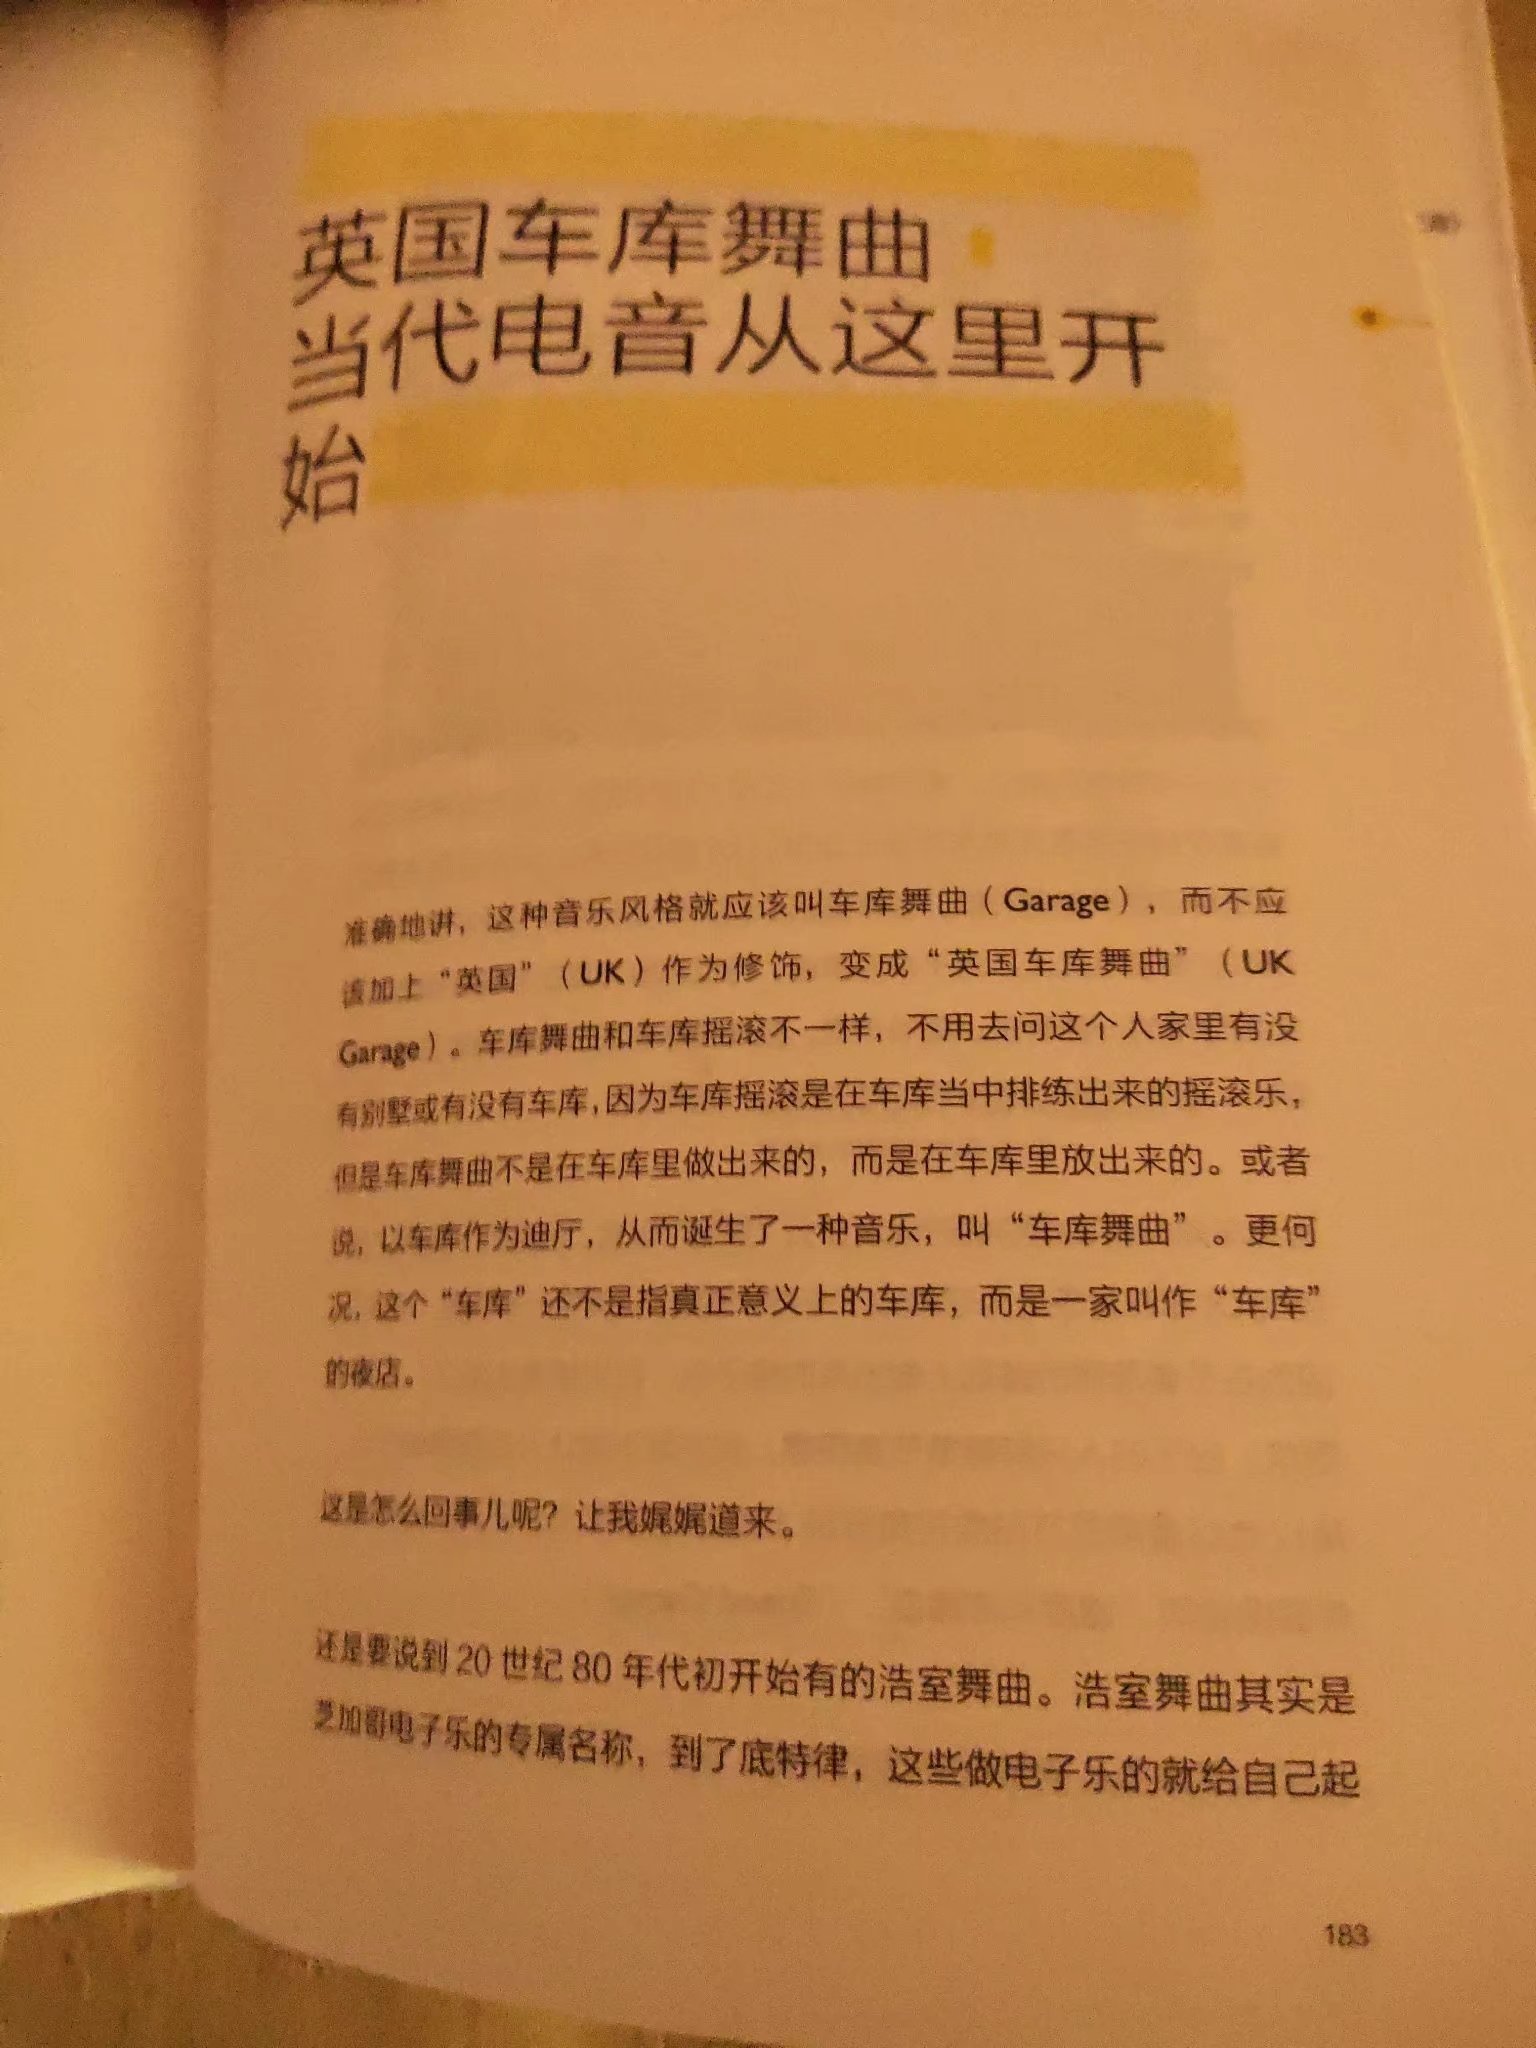 英国车库舞曲
当代电音从这里开
始
准确地讲，这种音乐风格就应该叫车库舞曲（Garage），而不应
该加上“英国”（UK）作为修饰，变成“英国车库舞曲”（UK
Garage）。车库舞曲和车库摇滚不一样，不用去问这个人家里有没
有别墅或有没有车库，因为车库摇滚是在车库当中排练出来的摇滚乐，
但是车库舞曲不是在车库里做出来的，而是在车库里放出来的。或者
说，以车库作为迪厅，从而诞生了一种音乐，叫“车库舞曲”。更何
况，这个“车库”还不是指真正意义上的车库，而是一家叫作“车库”
的夜店。
这是怎么回事儿呢？让我娓娓道来。
还是要说到 20 世纪 80 年代初开始有的浩室舞曲。浩室舞曲其实是
芝加哥电子乐的专属名称，到了底特律，这些做电子乐的就给自己起
183